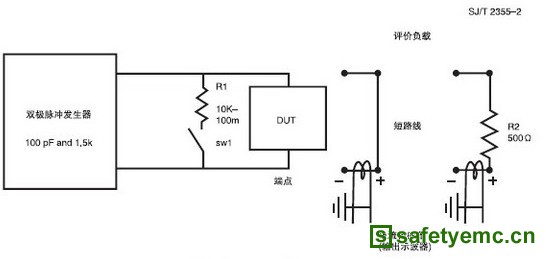 SJ/T 2355-2
评价负载
双极脉冲发生器
100 pF and 1,5k
R1
10K-
100m
sw1
DUT
端点
短路线
R2
500Ω
- +
- +
safetyemc.cn
(输出示波器)